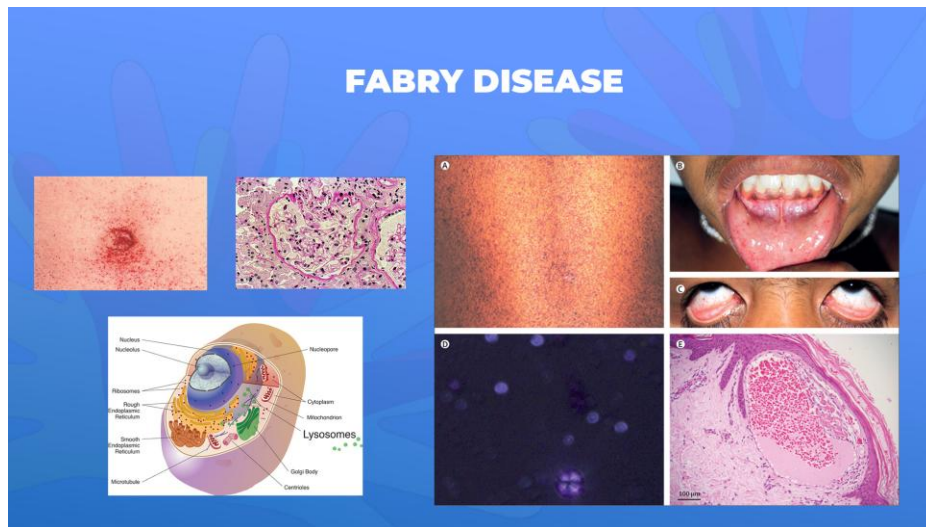 FABRY DISEASE
Nucleus
Nucleolus
Nucleopore
Ribosomes
Rough
Endoplasmic
Reticulum
Cytoplasm
Mitochondrion
Lysosomes
Smooth
Endoplasmic
Reticulum
Golgi Body
Microtubule
Centrioles
A
B
C
D
E
100 µm